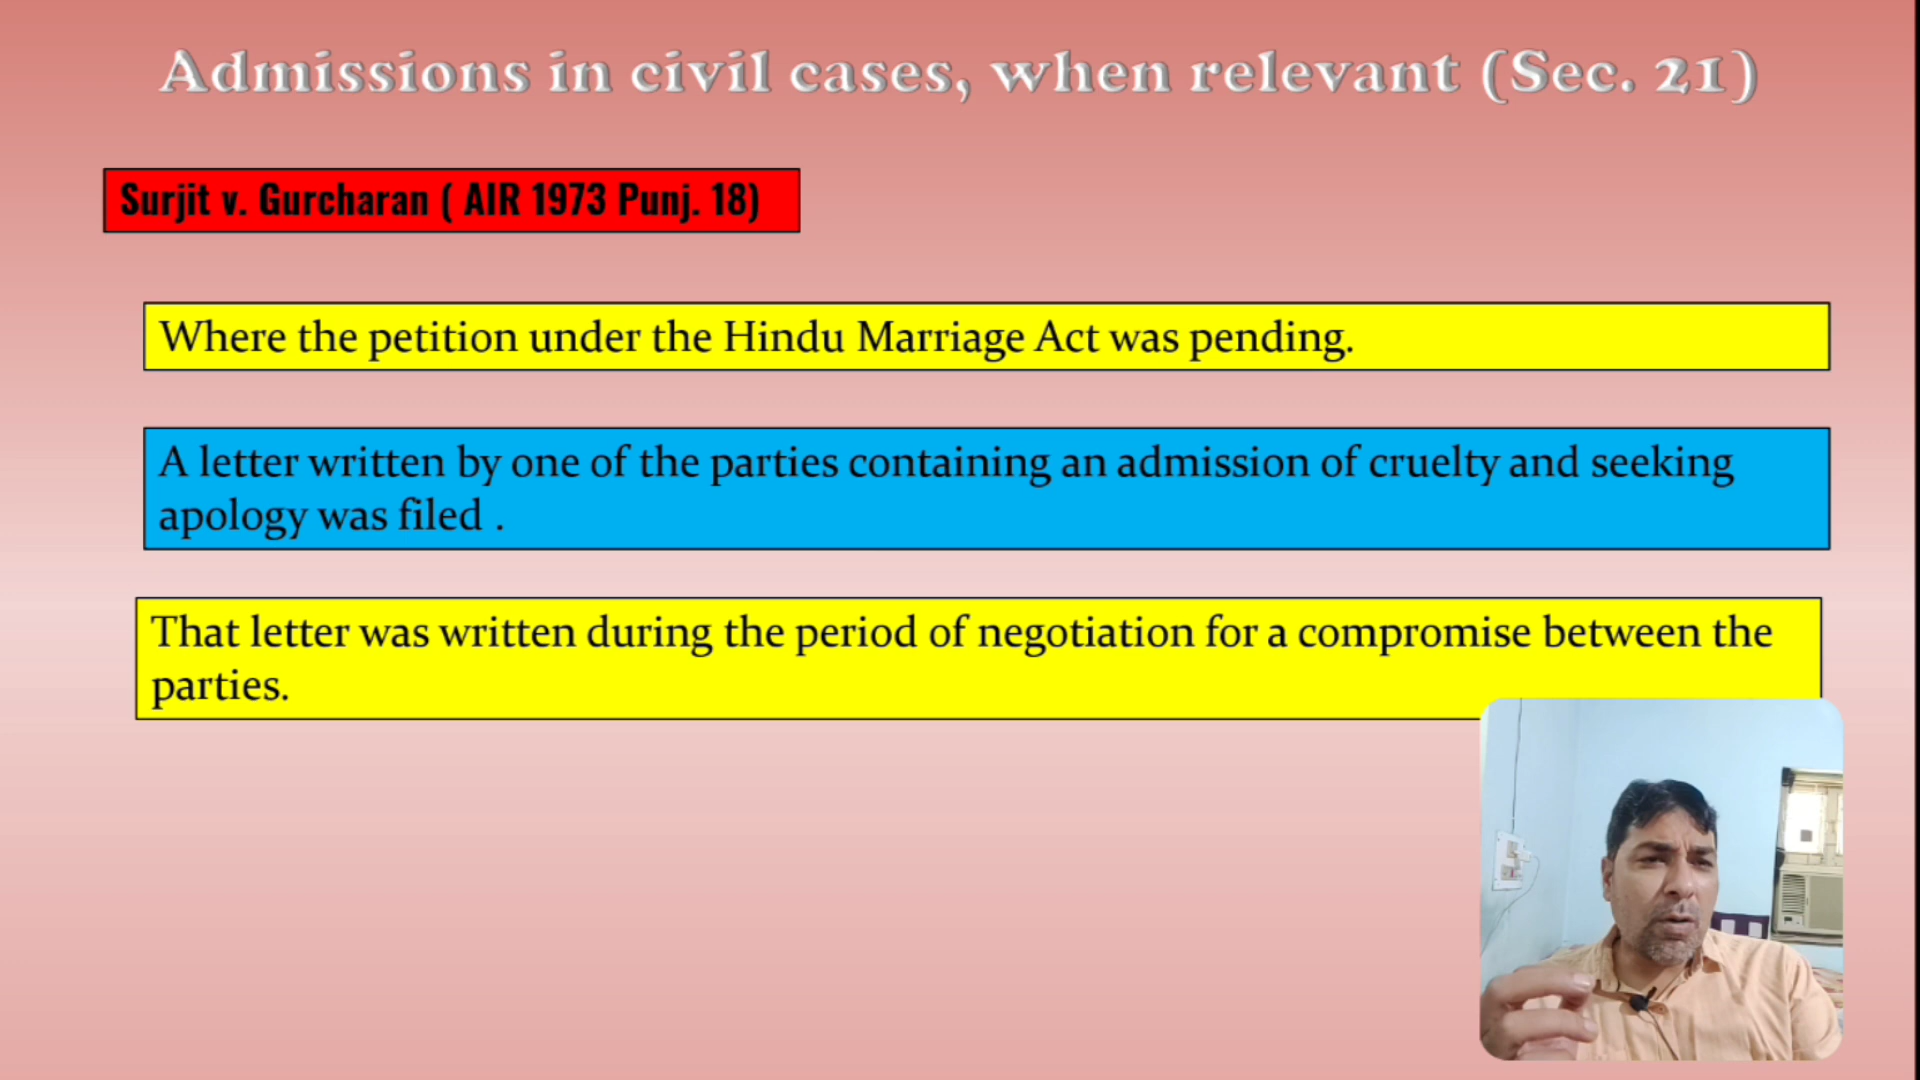 Admissions in civil cases, when relevant (Sec. 21)
Surjit v. Gurcharan ( AIR 1973 Punj. 18)
Where the petition under the Hindu Marriage Act was pending.
A letter written by one of the parties containing an admission of cruelty and seeking
apology was filed .
That letter was written during the period of negotiation for a compromise between the
parties.